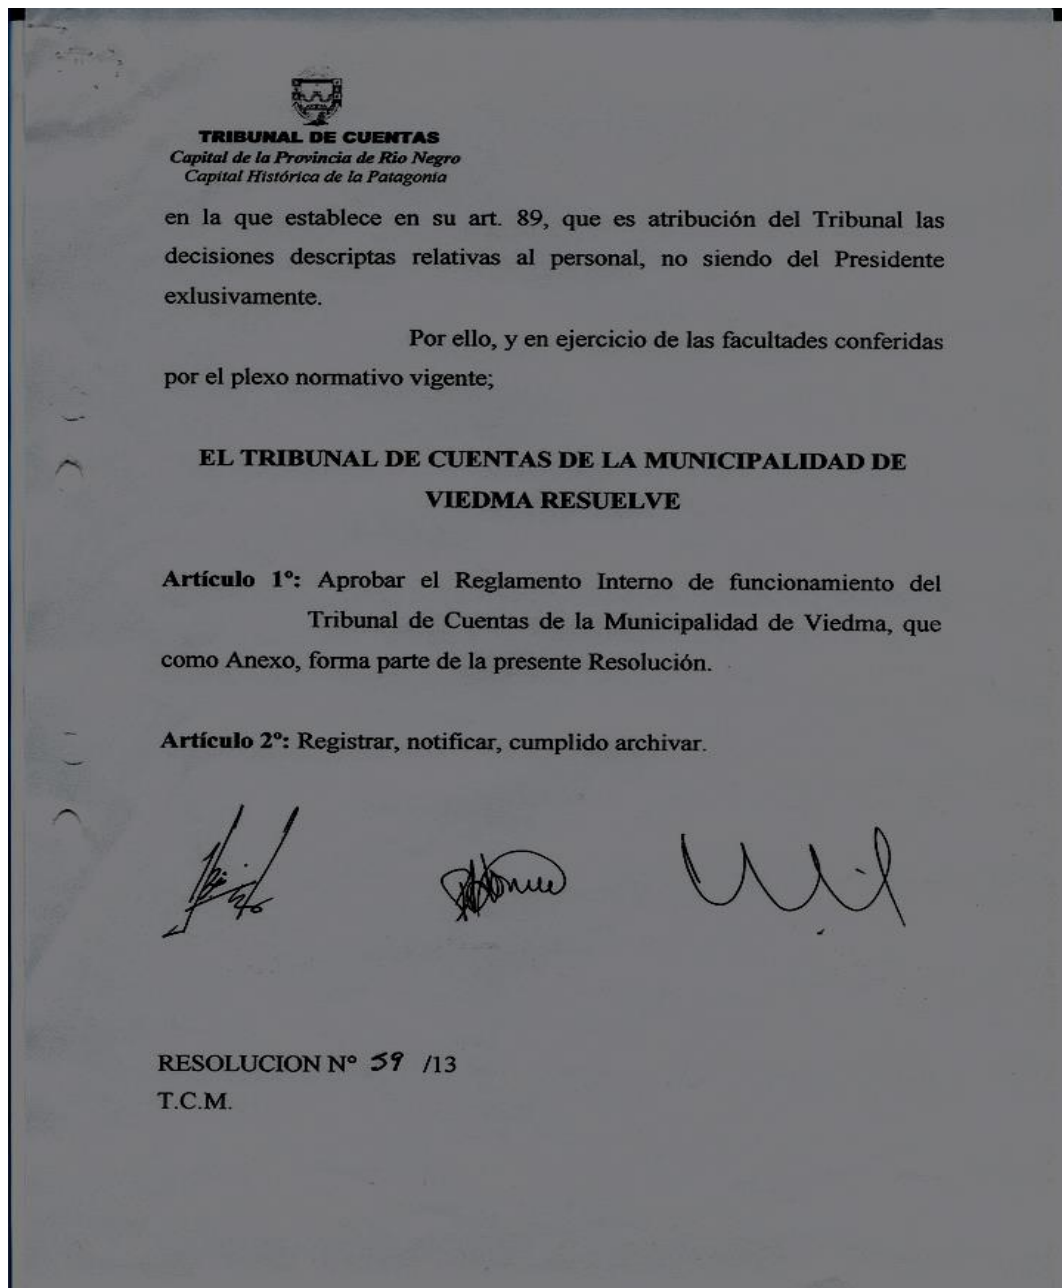 TRIBUNAL DE CUENTAS
Capital de la Provincia de Rio Negro
Capital Histórica de la Patagonia
en la que establece en su art. 89, que es atribución del Tribunal las
decisiones descriptas relativas al personal, no siendo del Presidente
exlusivamente.
Por ello, y en ejercicio de las facultades conferidas
por el plexo normativo vigente;
EL TRIBUNAL DE CUENTAS DE LA MUNICIPALIDAD DE
VIEDMA RESUELVE
Artículo 1º: Aprobar el Reglamento Interno de funcionamiento del
Tribunal de Cuentas de la Municipalidad de Viedma, que
como Anexo, forma parte de la presente Resolución.
Artículo 2º: Registrar, notificar, cumplido archivar.
RESOLUCION Nº 59 /13
T.C.M.